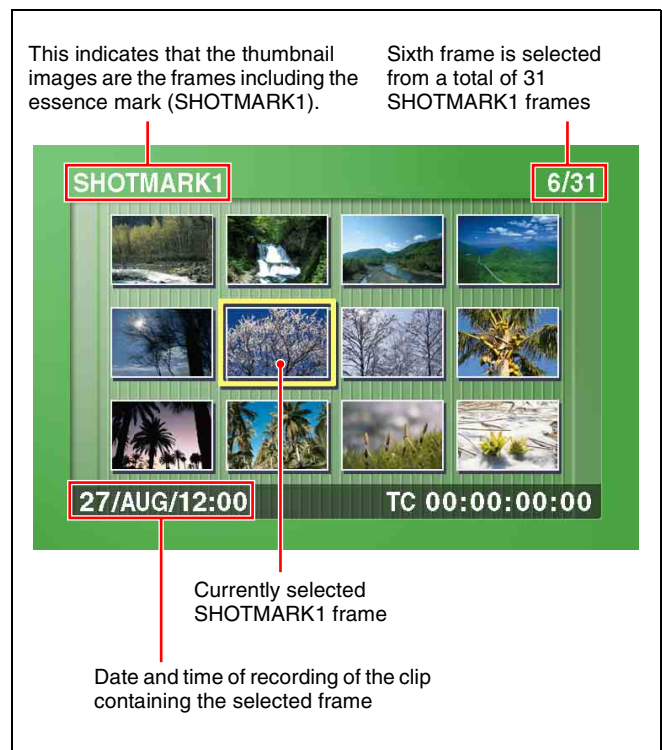 This indicates that the thumbnail
images are the frames including the
essence mark (SHOTMARK1).
Sixth frame is selected
from a total of 31
SHOTMARK1 frames
SHOTMARK1
6/31
27/AUG/12:00
TC 00:00:00:00
Currently selected
SHOTMARK1 frame
Date and time of recording of the clip
containing the selected frame